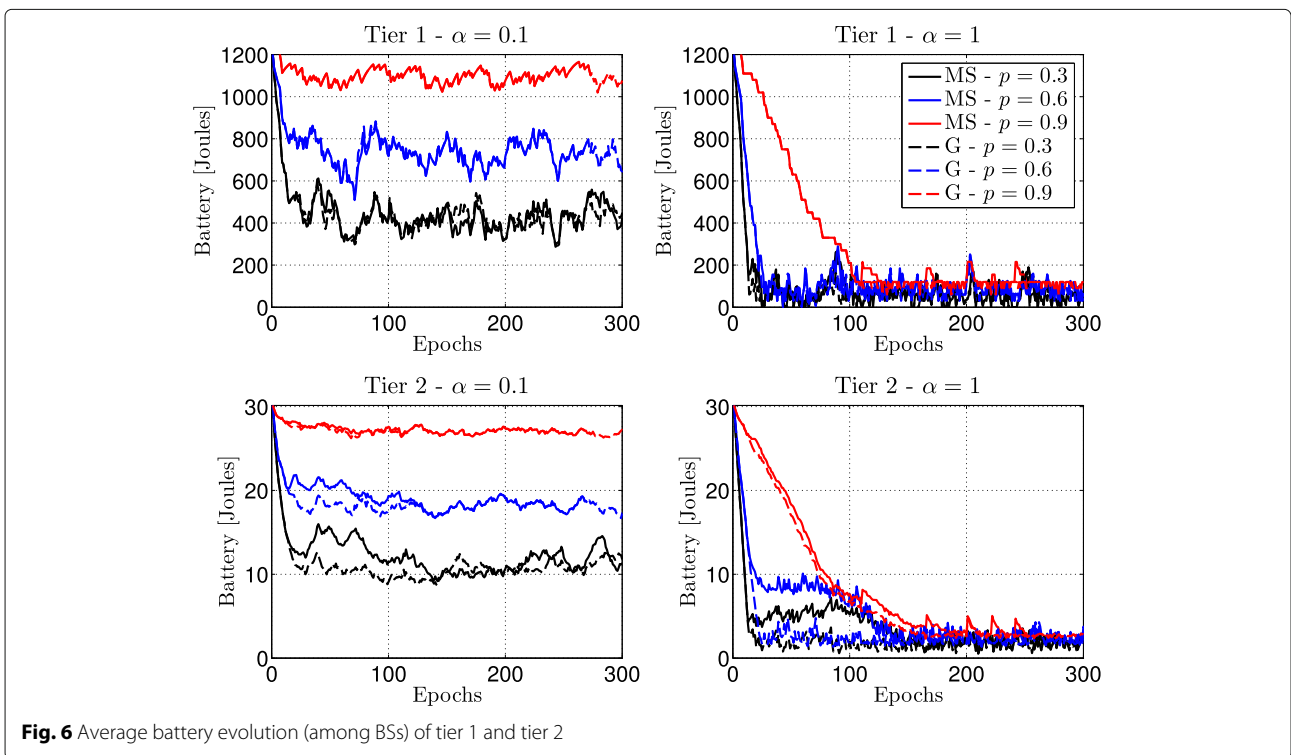 Tier 1 - α = 0.1
Battery [Joules]
1200
1000
800
600
400
200
0
0 100 200 300
Epochs
Tier 1 - α = 1
Battery [Joules]
1200
1000
800
600
400
200
0
0 100 200 300
Epochs
MS - p = 0.3
MS - p = 0.6
MS - p = 0.9
G - p = 0.3
G - p = 0.6
G - p = 0.9
Tier 2 - α = 0.1
Battery [Joules]
30
20
10
0
0 100 200 300
Epochs
Tier 2 - α = 1
Battery [Joules]
30
20
10
0
0 100 200 300
Epochs
Fig. 6 Average battery evolution (among BSs) of tier 1 and tier 2